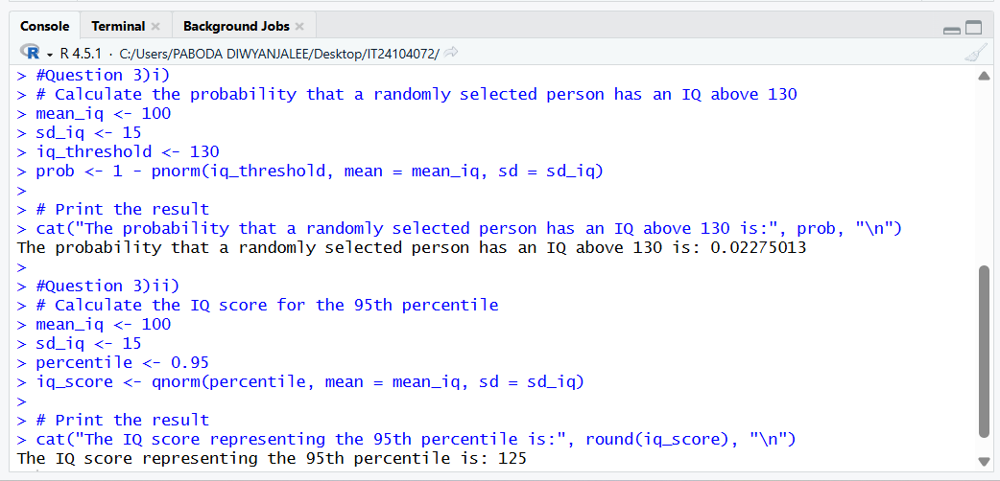 Console Terminal Background Jobs
R 4.5.1 · C:/Users/PABODA DIWYANJALEE/Desktop/IT24104072/
> #Question 3)i)
> # Calculate the probability that a randomly selected person has an IQ above 130
> mean_iq <- 100
> sd_iq <- 15
> iq_threshold <- 130
> prob <- 1 - pnorm(iq_threshold, mean = mean_iq, sd = sd_iq)
>
> # Print the result
> cat("The probability that a randomly selected person has an IQ above 130 is:", prob, "\n")
The probability that a randomly selected person has an IQ above 130 is: 0.02275013
>
> #Question 3)ii)
> # Calculate the IQ score for the 95th percentile
> mean_iq <- 100
> sd_iq <- 15
> percentile <- 0.95
> iq_score <- qnorm(percentile, mean = mean_iq, sd = sd_iq)
>
> # Print the result
> cat("The IQ score representing the 95th percentile is:", round(iq_score), "\n")
The IQ score representing the 95th percentile is: 125